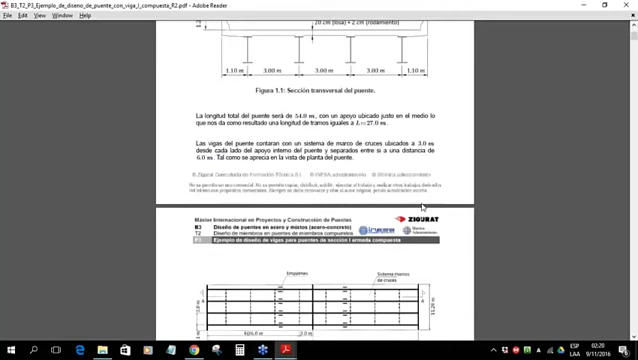 B3_T2_P3_Ejemplo_de_diseno_de_puente_con_viga_I_compuesta_R2.pdf - Adobe Reader
File Edit View Window Help
20 cm (losa) + 2 cm (rodamiento)
1.10 m 3.00 m 3.00 m 3.00 m 1.10 m
Figura 1.1: Sección transversal del puente.
La longitud total del puente será de 54.0 m, con un apoyo ubicado justo en el medio lo
que nos da como resultado una longitud de tramos iguales a L = 27.0 m.
Las vigas del puente contaran con un sistema de marco de cruces ubicados a 3.0 m
desde cada lado del apoyo interno del puente y separados entre si a una distancia de
6.0 m. Tal como se aprecia en la vista de planta del puente.
Máster Internacional en Proyectos y Construcción de Puentes
ZIGURAT
B3 Diseño de puentes en acero y mixtos (acero-concreto)
T2 Diseño de miembros en puentes de miembros compuestos
P3 Ejemplo de diseño de vigas para puentes de sección I armada compuesta
Empalmes
Sistema marcos
de cruces
A A
11.20 m
3.0 m
ESP
LAA
02:20
9/11/2016